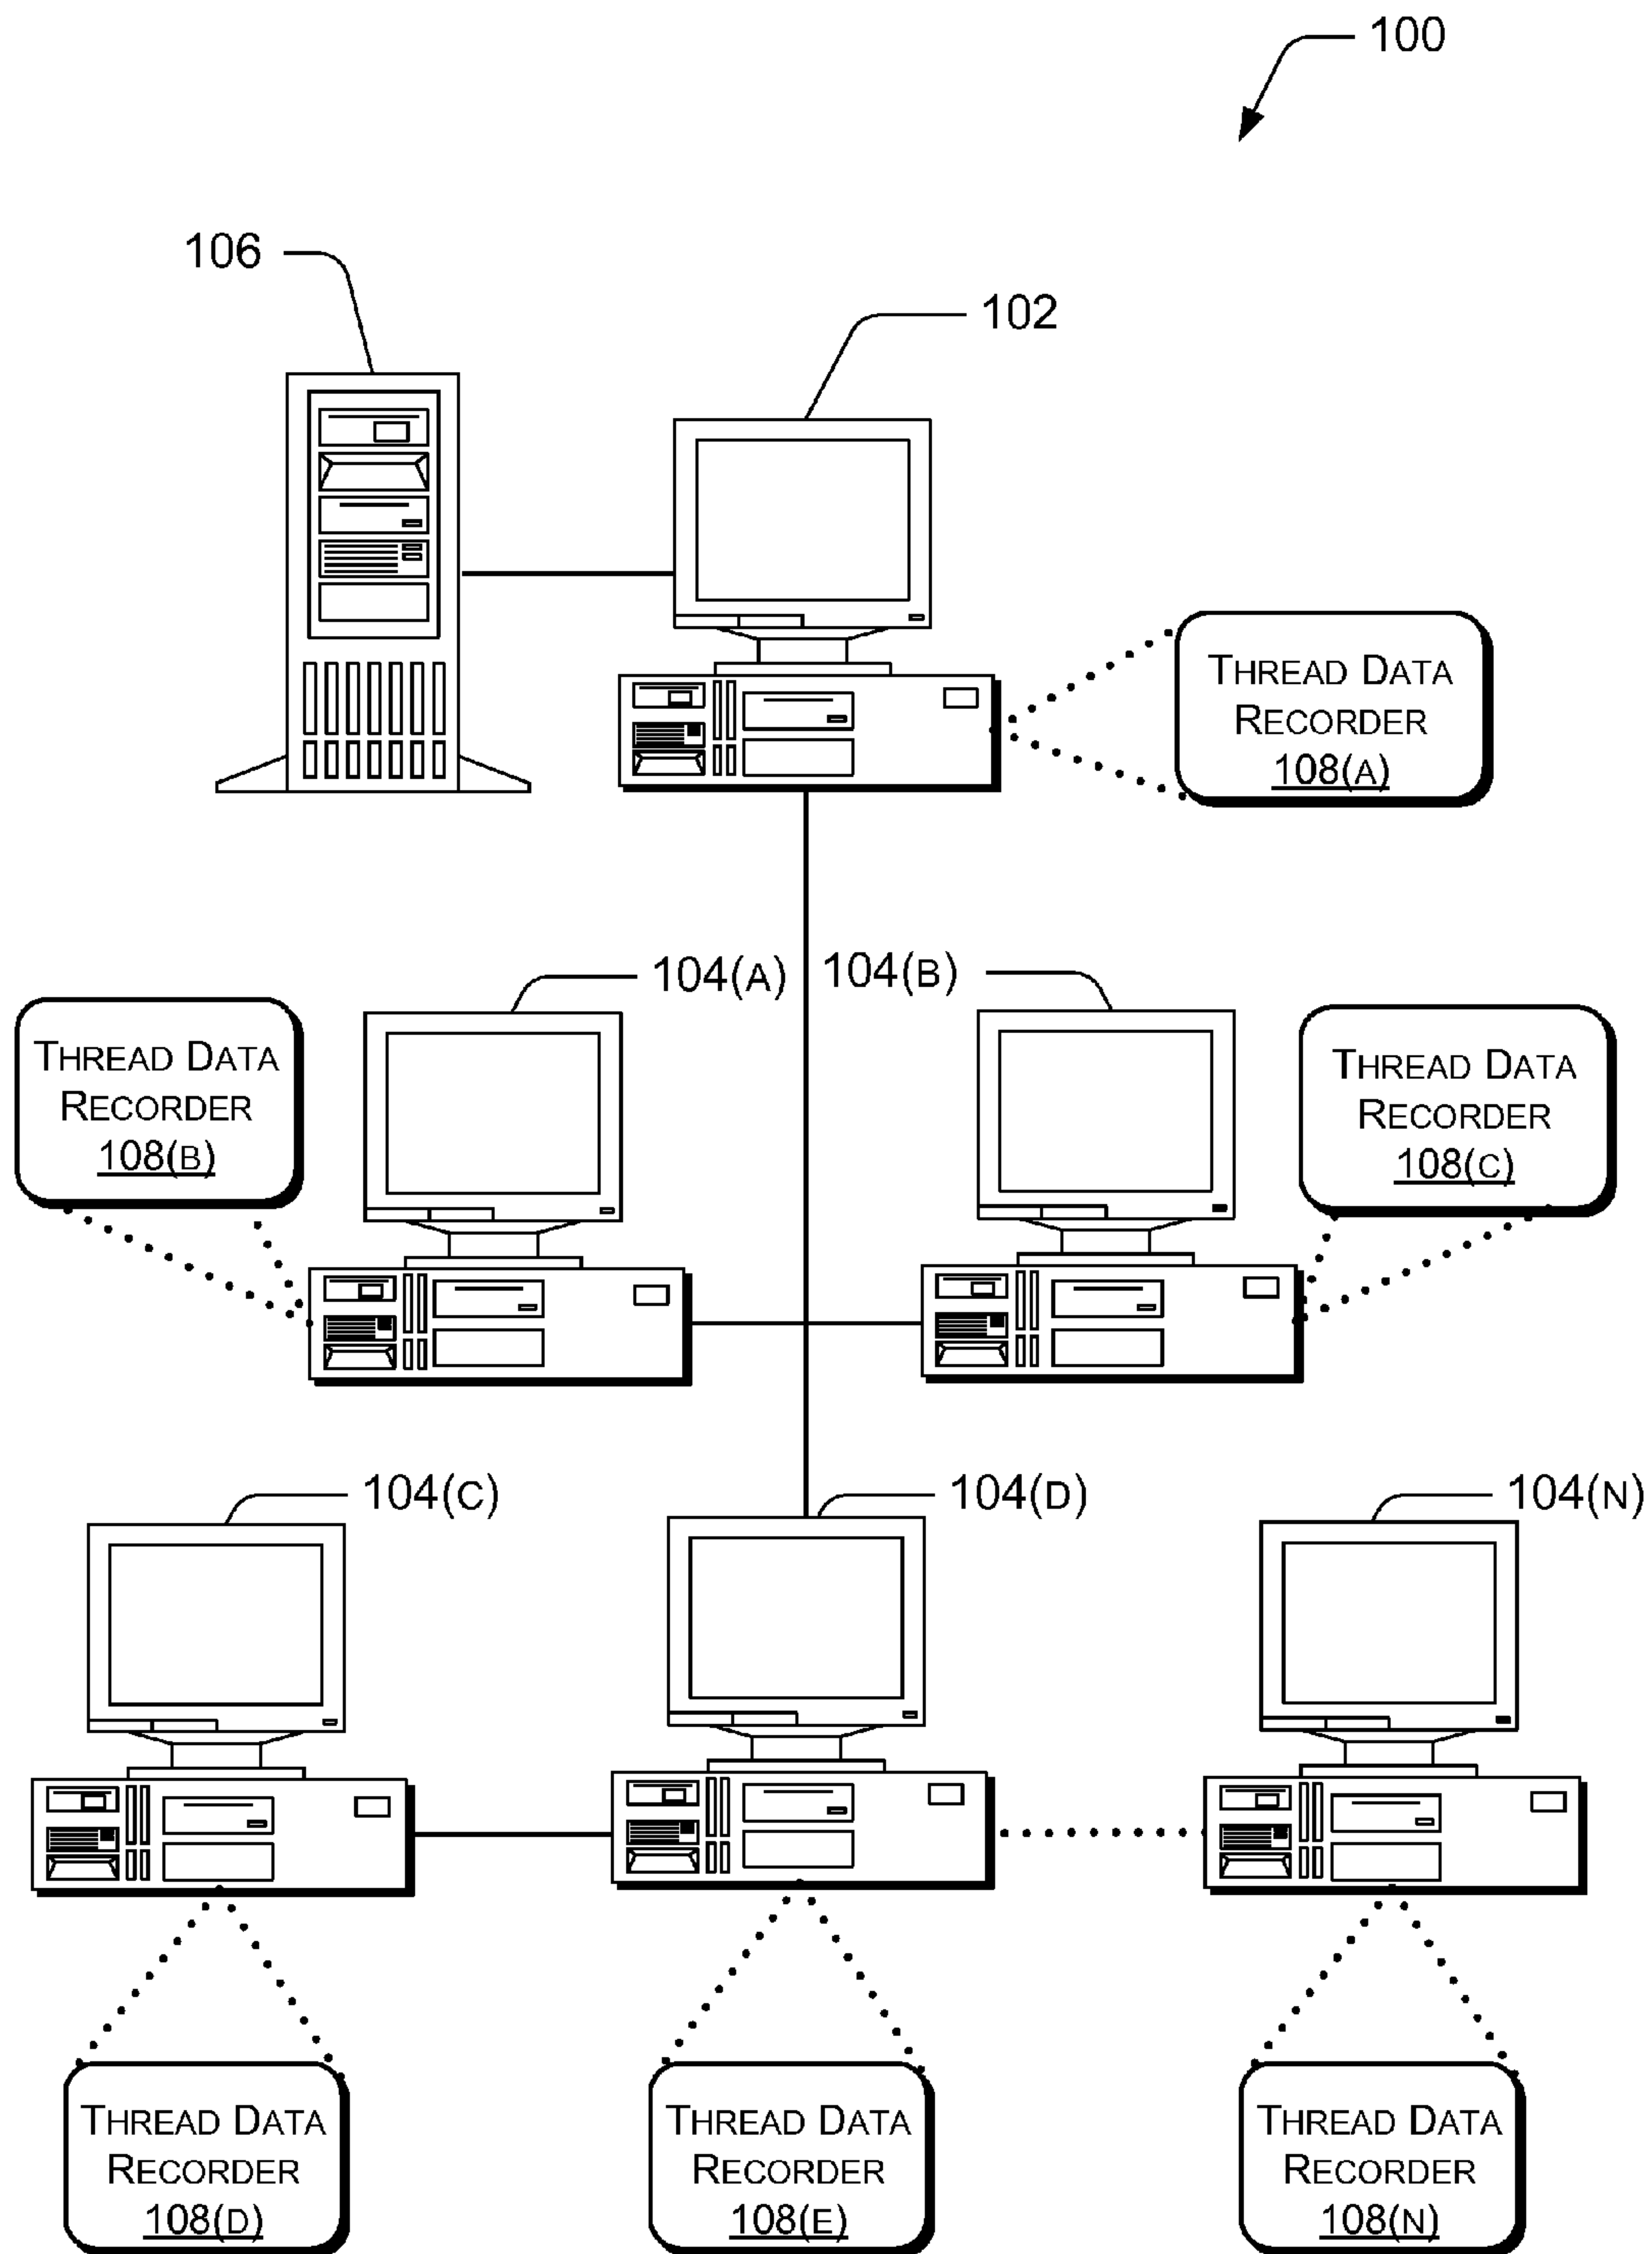 100
106
102
THREAD DATA
RECORDER
108(A)
104(A)
104(B)
THREAD DATA
RECORDER
108(B)
THREAD DATA
RECORDER
108(C)
104(C)
104(D)
104(N)
THREAD DATA
RECORDER
108(D)
THREAD DATA
RECORDER
108(E)
THREAD DATA
RECORDER
108(N)